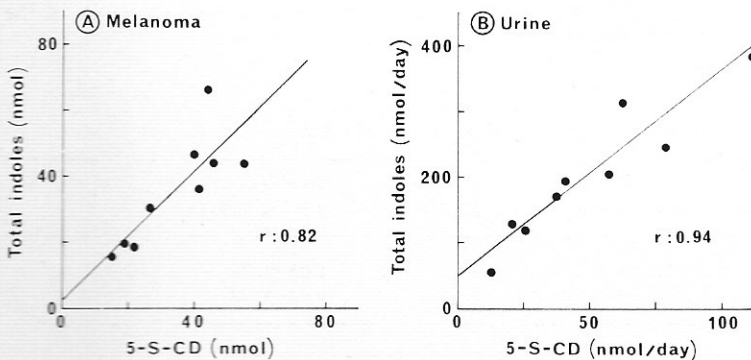 Ⓐ Melanoma
Total indoles (nmol)
80
40
0
0 40 80
r:0.82
5-S-CD (nmol)
Ⓑ Urine
Total indoles (nmol/day)
400
200
0
0 50 100
r:0.94
5-S-CD (nmol/day)